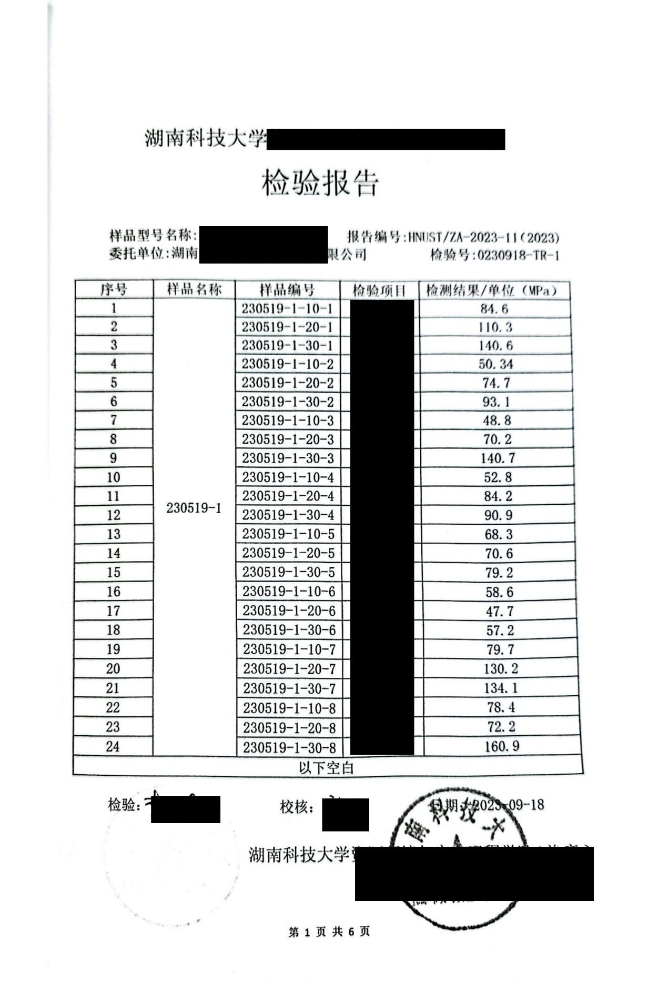 湖南科技大学
检验报告
样品型号名称: 报告编号:HNUST/ZA-2023-11(2023)
委托单位:湖南 限公司 检验号:0230918-TR-1
序号 样品名称 样品编号 检验项目 检测结果/单位（MPa）
1 230519-1-10-1 84.6
2 230519-1-20-1 110.3
3 230519-1-30-1 140.6
4 230519-1-10-2 50.34
5 230519-1-20-2 74.7
6 230519-1-30-2 93.1
7 230519-1-10-3 48.8
8 230519-1-20-3 70.2
9 230519-1-30-3 140.7
10 230519-1-10-4 52.8
11 230519-1-20-4 84.2
230519-1
12 230519-1-30-4 90.9
13 230519-1-10-5 68.3
14 230519-1-20-5 70.6
15 230519-1-30-5 79.2
16 230519-1-10-6 58.6
17 230519-1-20-6 47.7
18 230519-1-30-6 57.2
19 230519-1-10-7 79.7
20 230519-1-20-7 130.2
21 230519-1-30-7 134.1
22 230519-1-10-8 78.4
23 230519-1-20-8 72.2
24 230519-1-30-8 160.9
以下空白
检验: 校核: 日期: 2023-09-18
南科技大
湖南科技大学
第 1 页 共 6 页